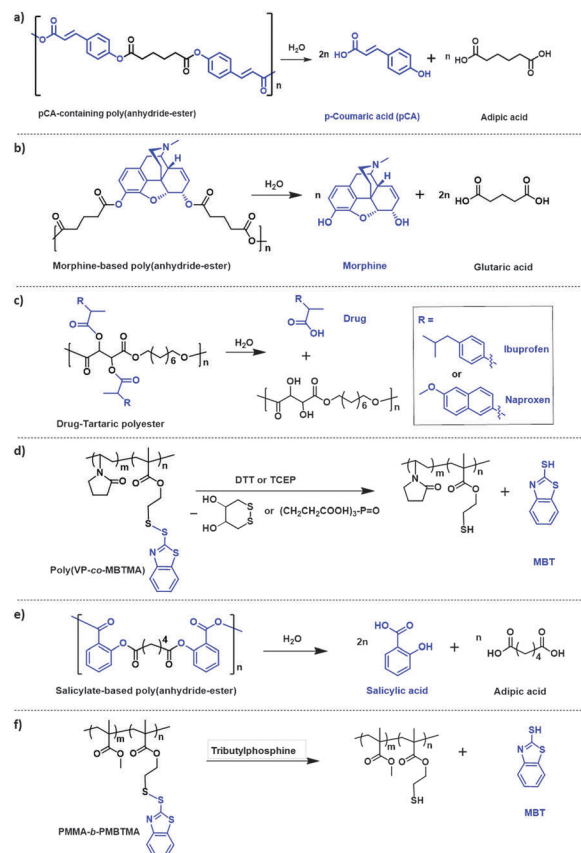 a)
H₂O
2n
+
n
n
pCA-containing poly(anhydride-ester)
p-Coumaric acid (pCA)
Adipic acid
b)
H₂O
n
+
2n
n
Morphine-based poly(anhydride-ester)
Morphine
Glutaric acid
c)
Drug
H₂O
+
Drug-Tartaric polyester
R =
Ibuprofen
or
Naproxen
d)
DTT or TCEP
or (CH₂CH₂COOH)₃-P=O
+
Poly(VP-co-MBTMA)
MBT
e)
H₂O
2n
+
n
n
Salicylate-based poly(anhydride-ester)
Salicylic acid
Adipic acid
f)
Tributylphosphine
+
PMMA-b-PMBTMA
MBT